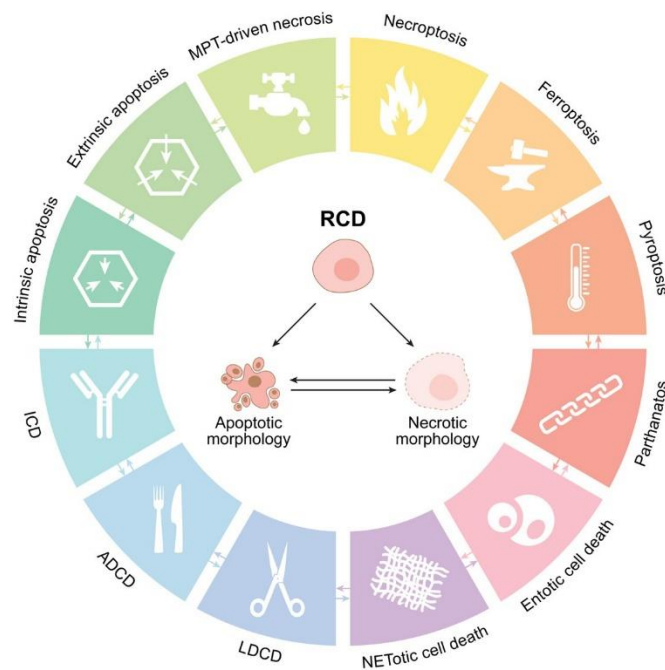 MPT-driven necrosis
Necroptosis
Extrinsic apoptosis
Ferroptosis
Intrinsic apoptosis
Pyroptosis
RCD
Apoptotic
morphology
Necrotic
morphology
ICD
Parthanatos
ADCD
Entotic cell death
LDCD
NETotic cell death